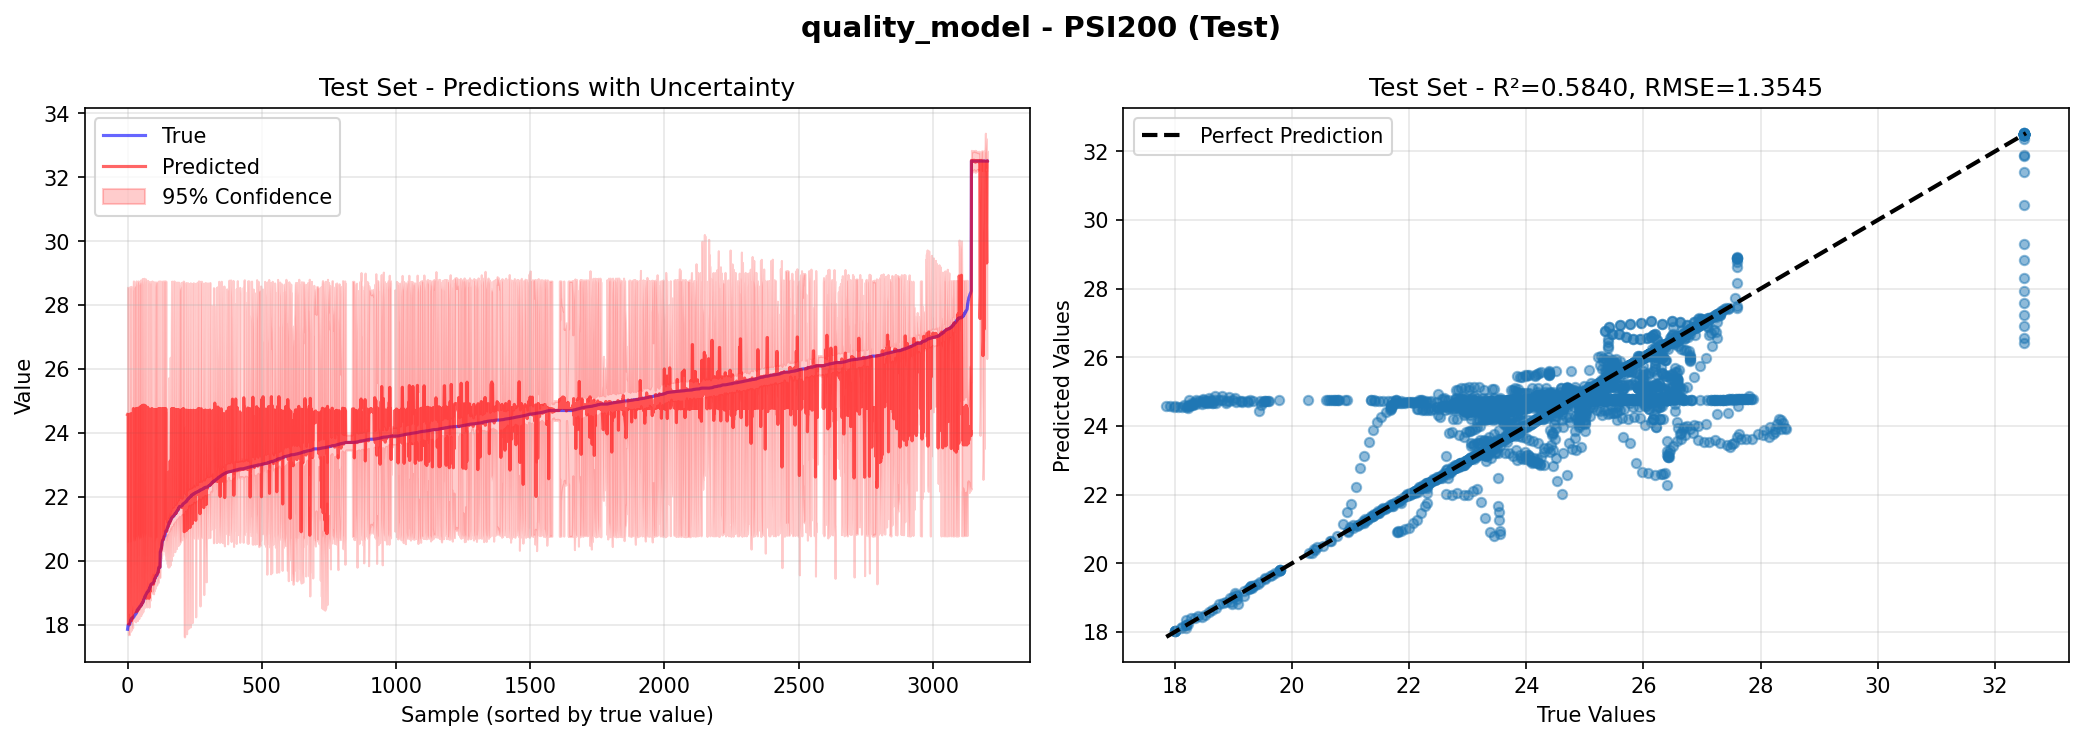 quality_model - PSI200 (Test)
Test Set - Predictions with Uncertainty
True
Predicted
95% Confidence
Value
34
32
30
28
26
24
22
20
18
0 500 1000 1500 2000 2500 3000
Sample (sorted by true value)
Test Set - R²=0.5840, RMSE=1.3545
Perfect Prediction
Predicted Values
32
30
28
26
24
22
20
18
18 20 22 24 26 28 30 32
True Values